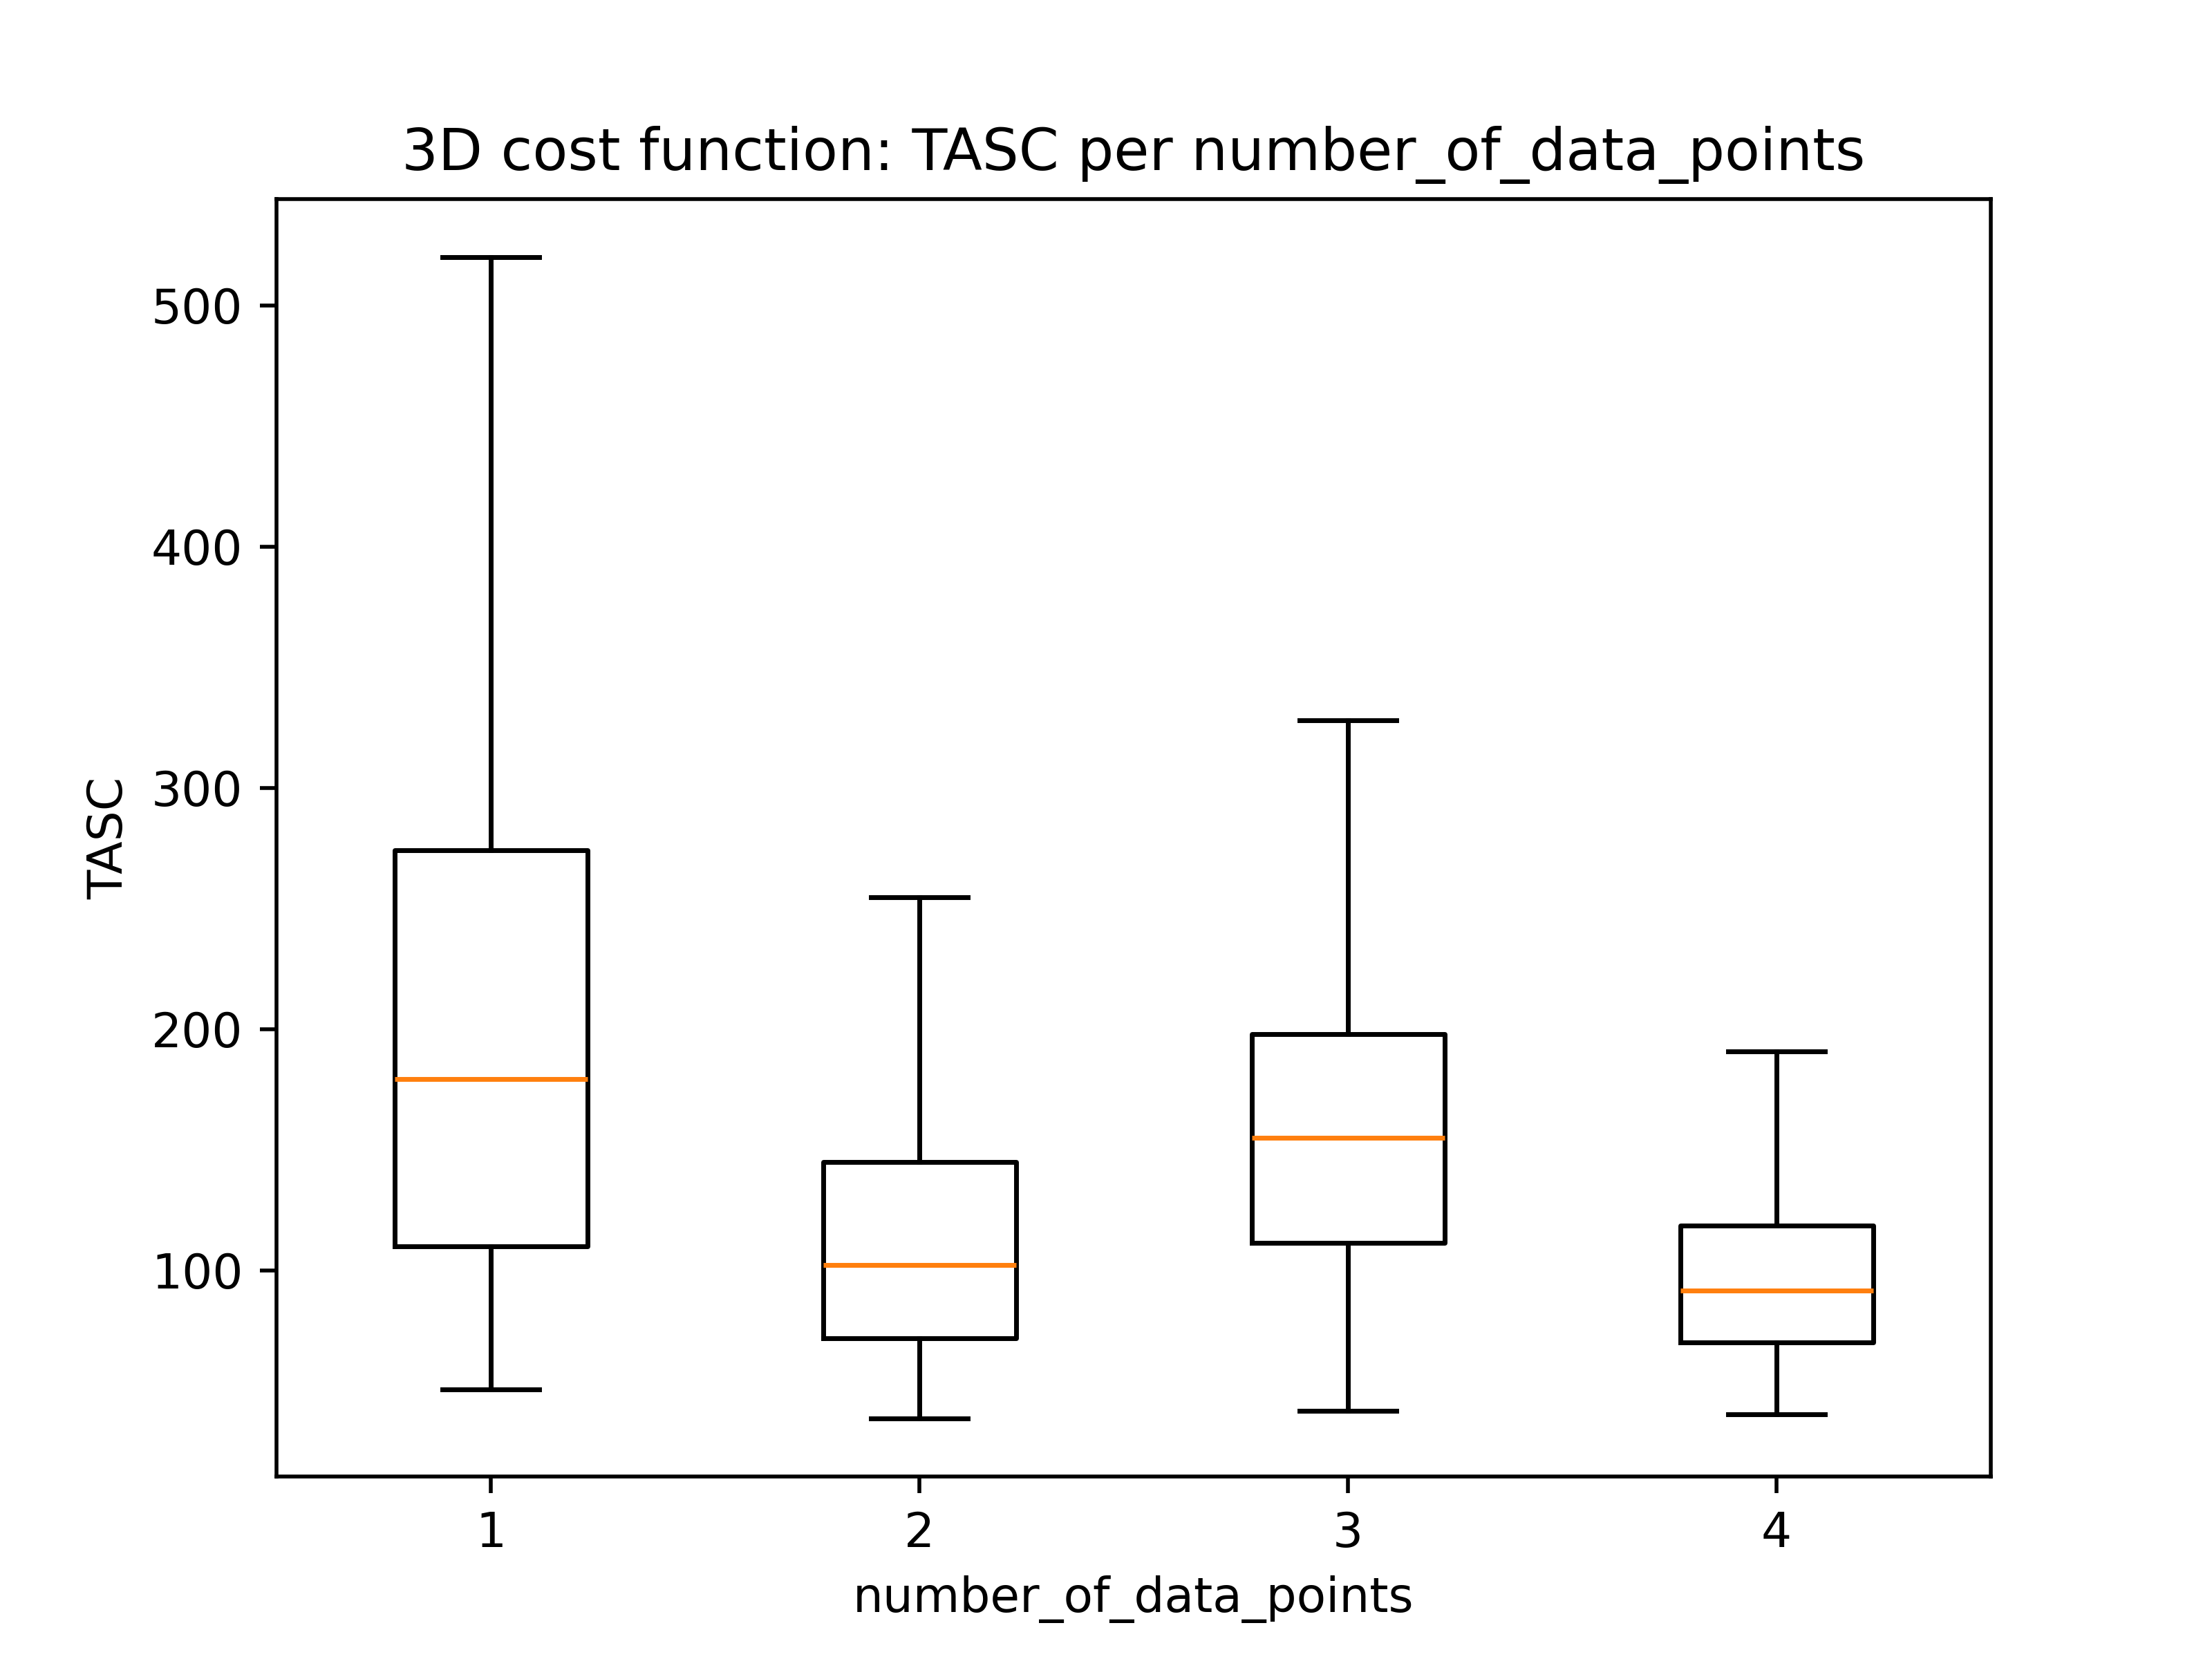 3D cost function: TASC per number_of_data_points
500
400
300
200
100
TASC
1 2 3 4
number_of_data_points